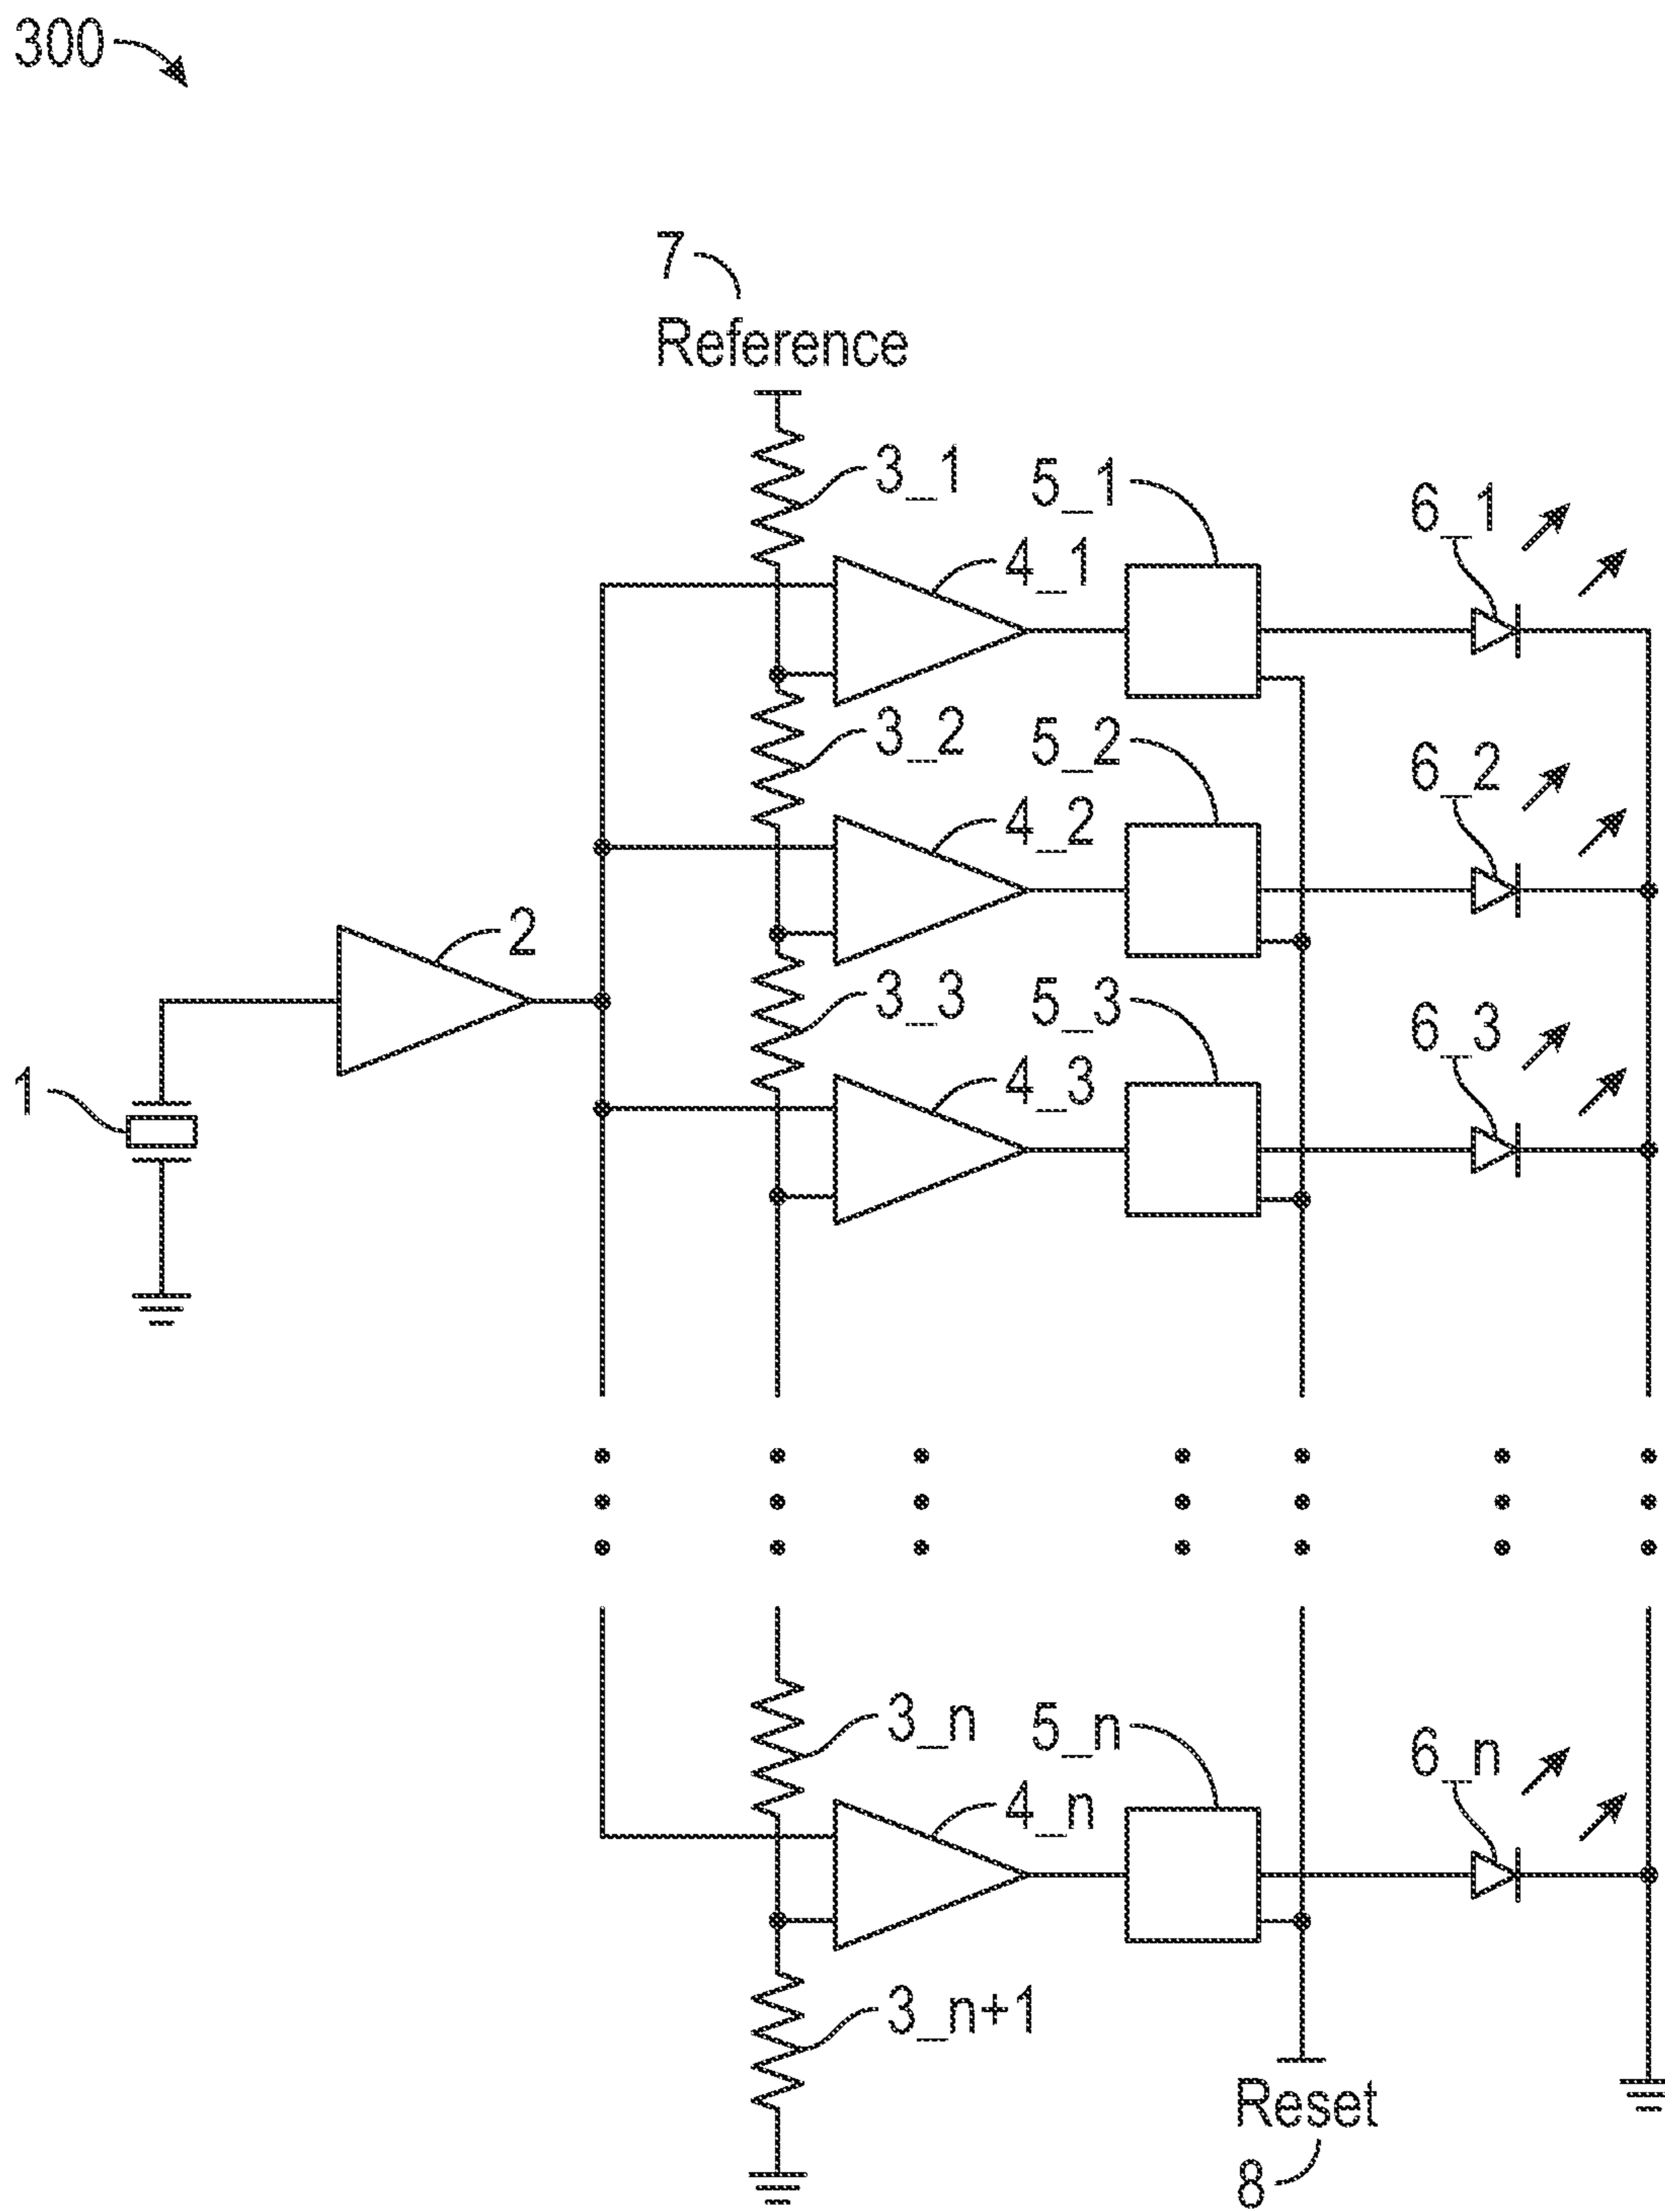 300
7
Reference
3_1
5_1
6_1
4_1
3_2
5_2
6_2
4_2
2
3_3
5_3
6_3
4_3
1
3_n
5_n
6_n
4_n
3_n+1
Reset
8